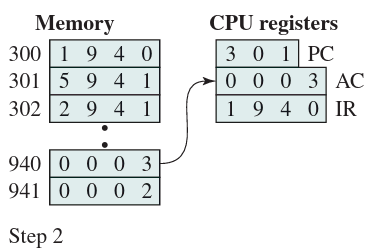 Memory CPU registers
300 1 9 4 0 3 0 1 PC
301 5 9 4 1 0 0 0 3 AC
302 2 9 4 1 1 9 4 0 IR
940 0 0 0 3
941 0 0 0 2
Step 2